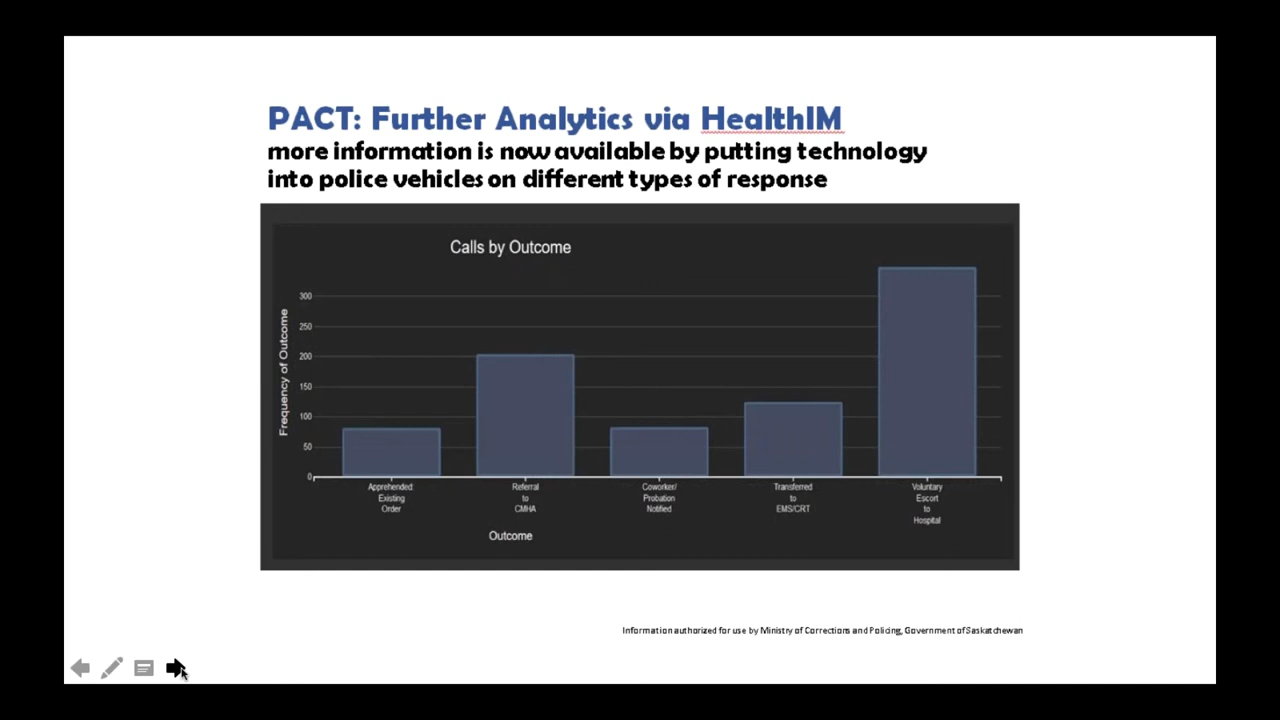 PACT: Further Analytics via HealthIM
more information is now available by putting technology
into police vehicles on different types of response
Calls by Outcome
Frequency of Outcome
300
250
200
150
100
50
0
Apprehended
Existing
Order
Referral
to
CMHA
Coworker/
Probation
Notified
Transferred
to
EMS/CRT
Voluntary
Escort
to
Hospital
Outcome
Information authorized for use by Ministry of Corrections and Policing, Government of Saskatchewan